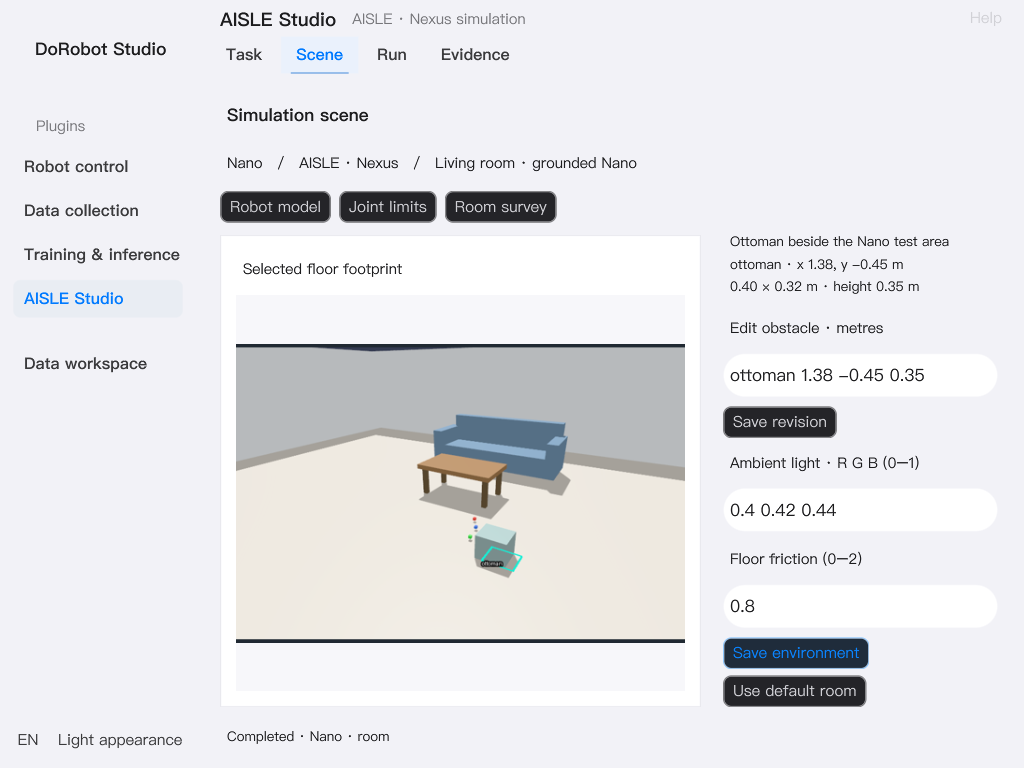 DoRobot Studio
Plugins
Robot control
Data collection
Training & inference
AISLE Studio
Data workspace
EN Light appearance
AISLE Studio AISLE · Nexus simulation
Help
Task Scene Run Evidence
Simulation scene
Nano / AISLE · Nexus / Living room · grounded Nano
Robot model Joint limits Room survey
Selected floor footprint
ottoman
Completed · Nano · room
Ottoman beside the Nano test area
ottoman · x 1.38, y −0.45 m
0.40 × 0.32 m · height 0.35 m
Edit obstacle · metres
ottoman 1.38 −0.45 0.35
Save revision
Ambient light · R G B (0—1)
0.4 0.42 0.44
Floor friction (0—2)
0.8
Save environment
Use default room